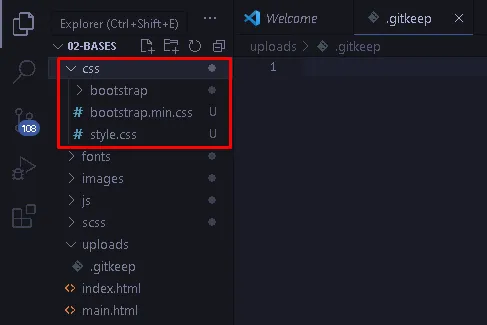 Explorer (Ctrl+Shift+E) ...
Welcome
.gitkeep
02-BASES
uploads > .gitkeep
css
1
bootstrap
# bootstrap.min.css U
# style.css U
108
fonts
images
js
scss
uploads
.gitkeep
<> index.html
<> main.html